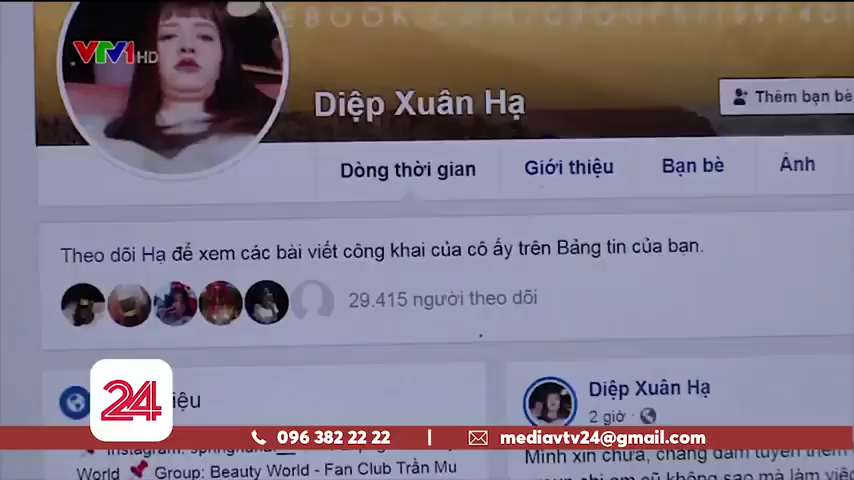 VTV1 HD
Diệp Xuân Hạ
Thêm bạn bè
Dòng thời gian
Giới thiệu
Bạn bè
Ảnh
Theo dõi Hạ để xem các bài viết công khai của cô ấy trên Bảng tin của bạn.
29.415 người theo dõi
24
Diệp Xuân Hạ
2 giờ
096 382 22 22 | mediavtv24@gmail.com
Instagram:
Mình xin chưa, chẳng dám tuyển thêm
World 📌 Group: Beauty World - Fan Club Trần Mu